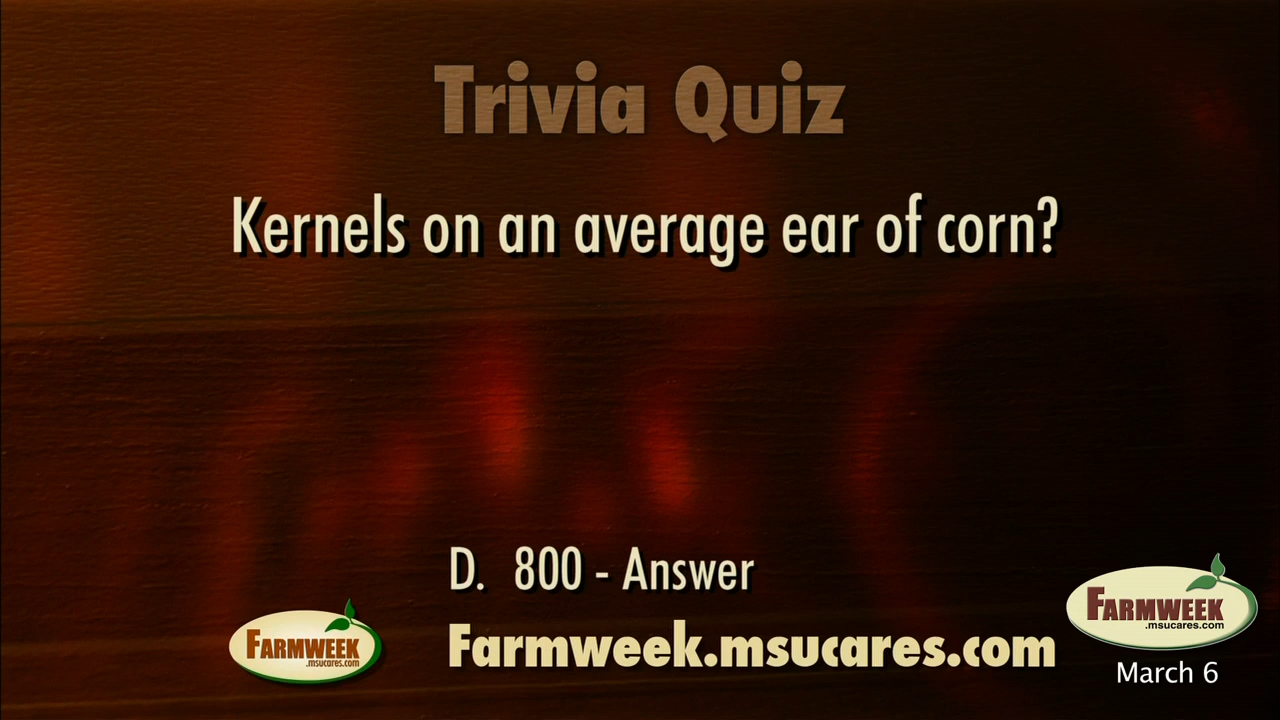 Trivia Quiz
Kernels on an average ear of corn?
D. 800 - Answer
FARMWEEK
.msucares.com
Farmweek.msucares.com
FARMWEEK
.msucares.com
March 6